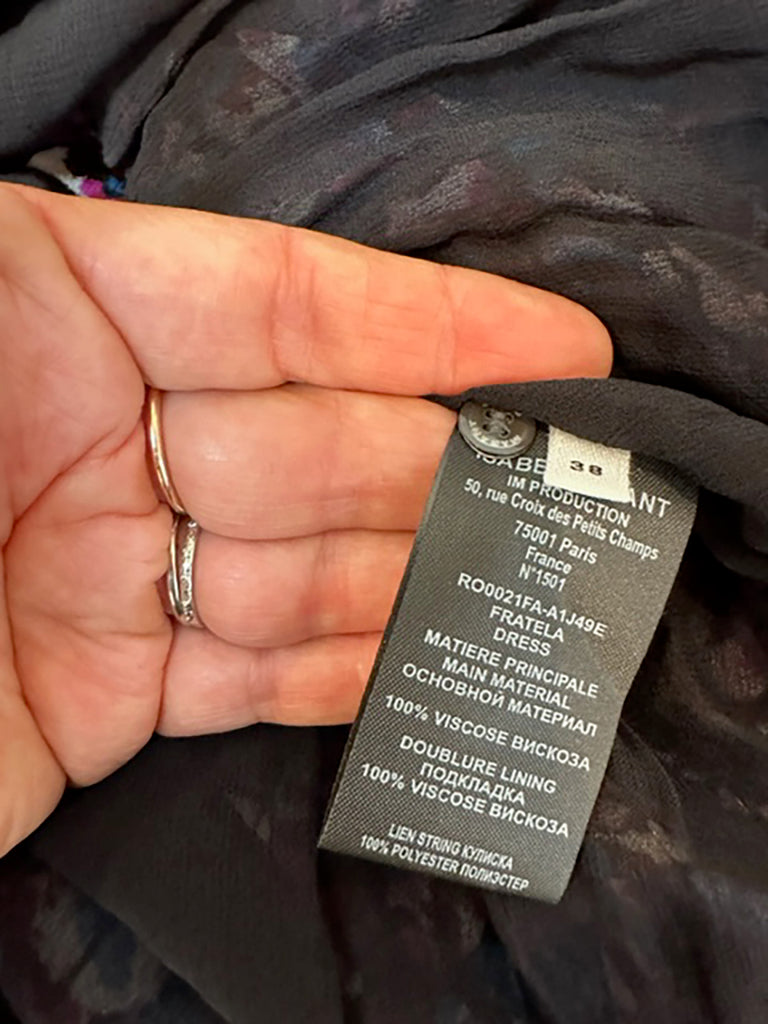 38
ISABE ANT
IM PRODUCTION
50, rue Croix des Petits Champs
75001 Paris
France
N°1501
RO0021FA-A1J49E
FRATELA
DRESS
MATIERE PRINCIPALE
MAIN MATERIAL
ОСНОВНОЙ МАТЕРИАЛ
100% VISCOSE ВИСКОЗА
DOUBLURE LINING
ПОДКЛАДКА
100% VISCOSE ВИСКОЗА
LIEN STRING КУЛИСКА
100% POLYESTER ПОЛИЭСТЕР